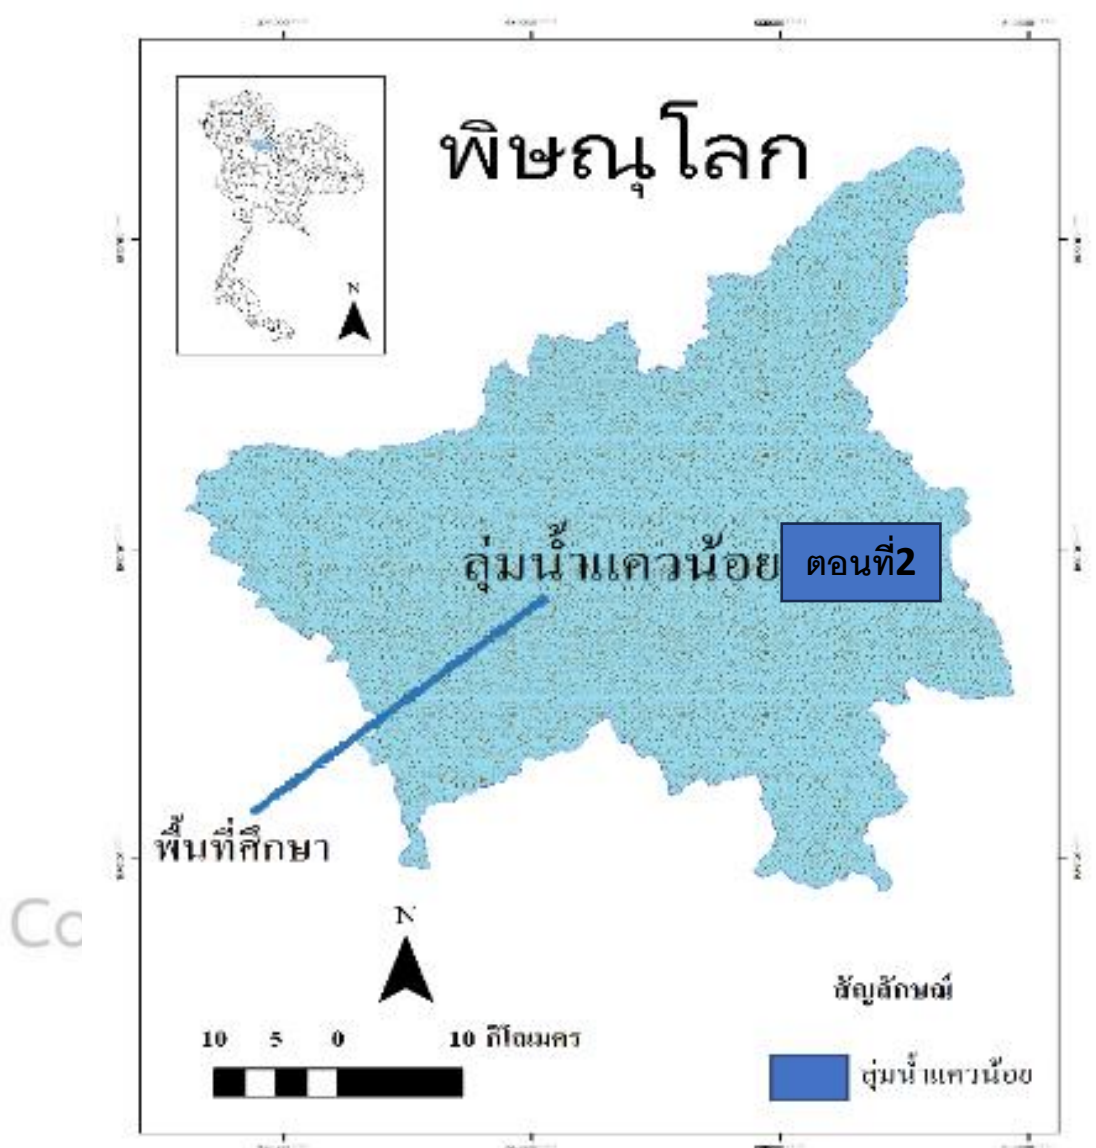 พิษณุโลก
N
ลุ่มน้ำแควน้อย ตอนที่2
พื้นที่ศึกษา
Co
N
สัญลักษณ์
10 5 0 10 กิโลเมตร
ลุ่มน้ำแควน้อย